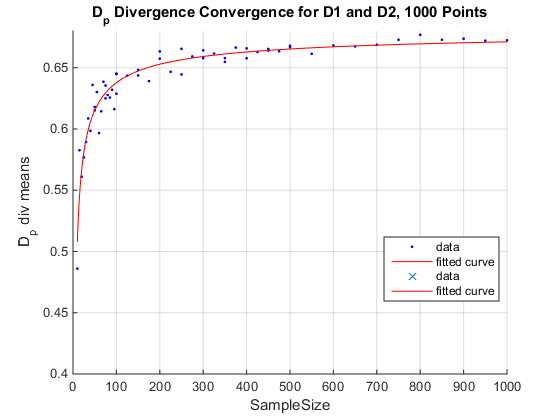 D_p Divergence Convergence for D1 and D2, 1000 Points
D_p div means
0.65
0.6
0.55
0.5
0.45
0.4
data
fitted curve
data
fitted curve
0 100 200 300 400 500 600 700 800 900 1000
SampleSize